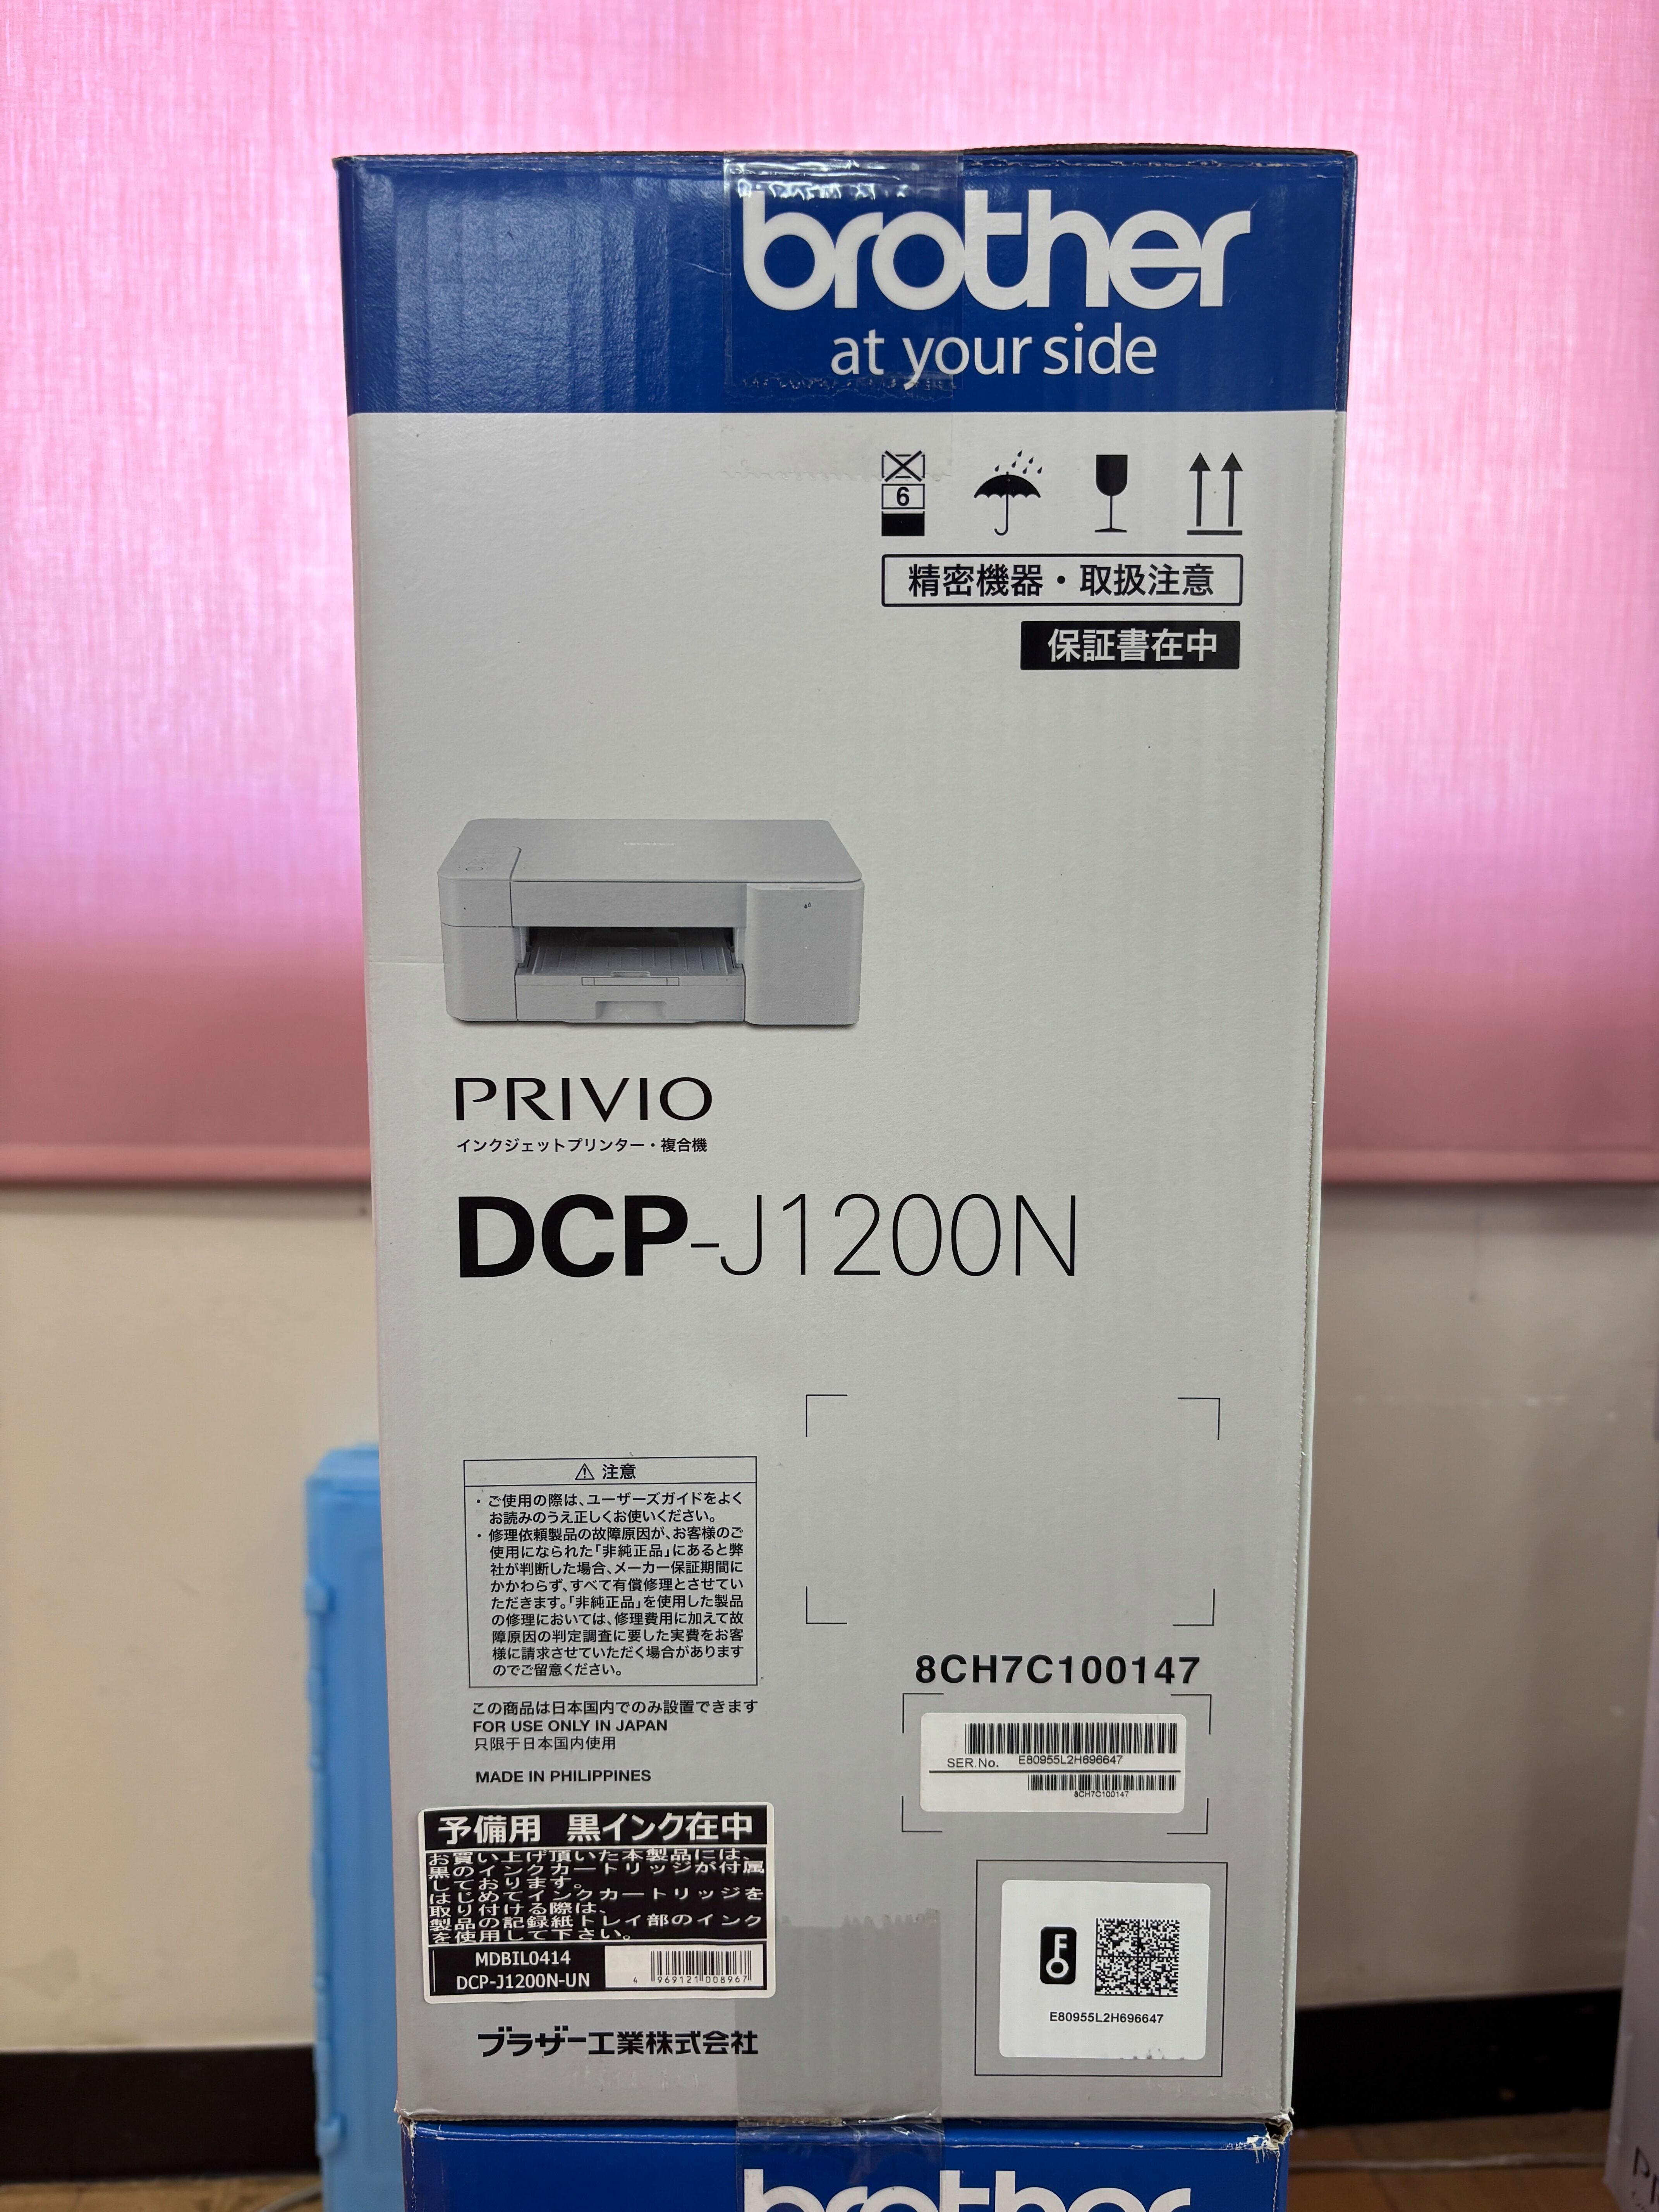 brother
at your side
6
精密機器・取扱注意
保証書在中
PRIVIO
インクジェットプリンター・複合機
DCP-J1200N
注意
・ご使用の際は、ユーザーズガイドをよく
お読みのうえ正しくお使いください。
・修理依頼製品の故障原因が、お客様のご
使用になられた「非純正品」にあると弊
社が判断した場合、メーカー保証期間に
かかわらず、すべて有償修理とさせてい
ただきます。「非純正品」を使用した製品
の修理においては、修理費用に加えて故
障原因の判定調査に要した実費をお客
様に請求させていただく場合があります
のでご留意ください。
この商品は日本国内でのみ設置できます
FOR USE ONLY IN JAPAN
只限于日本国内使用
MADE IN PHILIPPINES
8CH7C100147
SER.No. E80955L2H696647
8CH7C100147
予備用 黒インク在中
お買い上げ頂いた本製品には、
黒のインクカートリッジが付属
しております。
はじめてインクカートリッジを
取り付ける際は、
製品の記録紙トレイ部のインク
を使用して下さい。
MDBIL0414
DCP-J1200N-UN
4 969121 008967
E80955L2H696647
ブラザー工業株式会社
brother